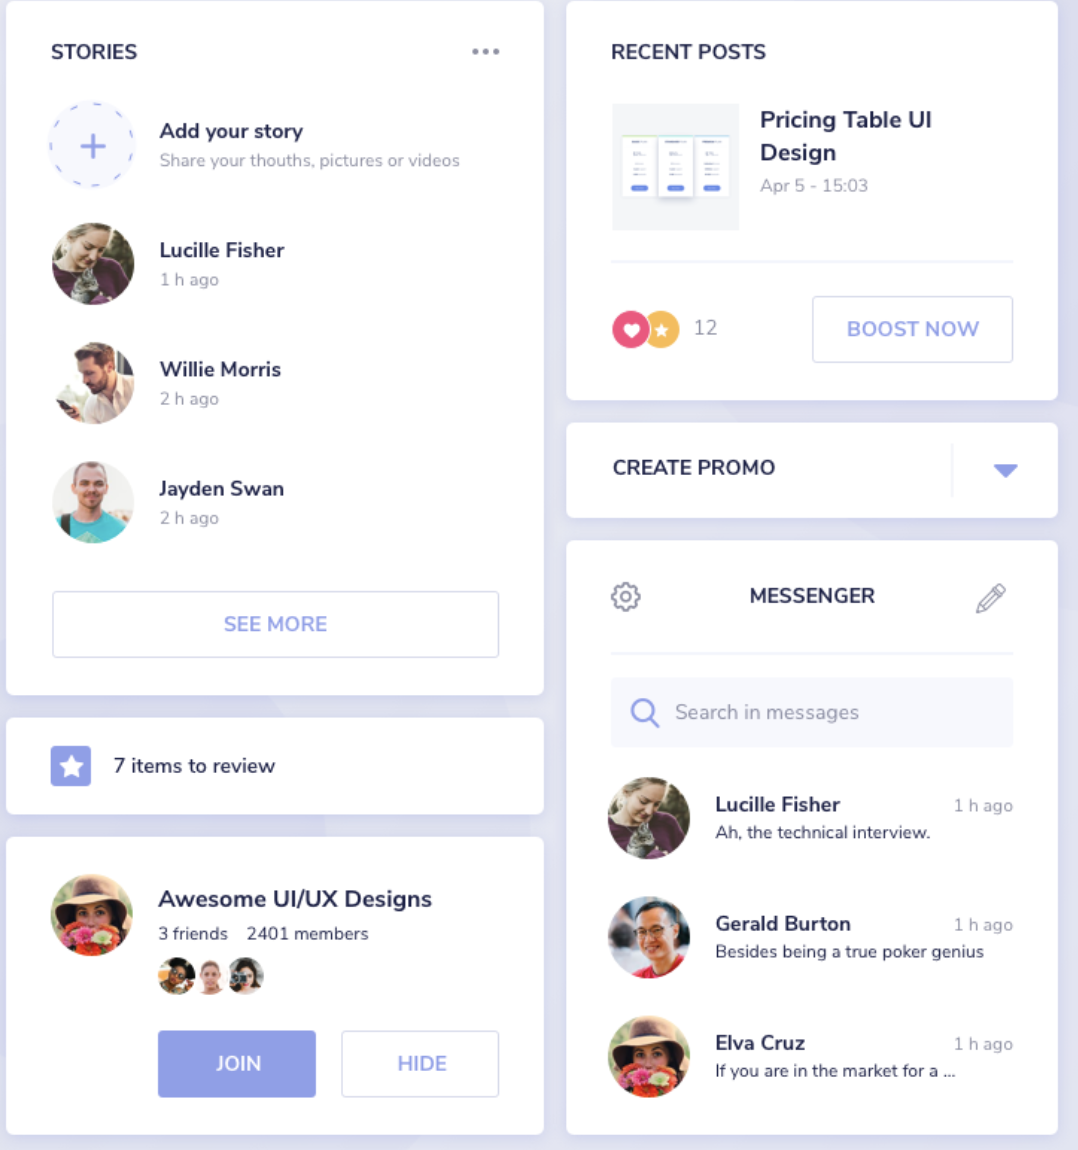 STORIES
Add your story
Share your thouths, pictures or videos
Lucille Fisher
1 h ago
Willie Morris
2 h ago
Jayden Swan
2 h ago
SEE MORE
7 items to review
Awesome UI/UX Designs
3 friends 2401 members
JOIN HIDE
RECENT POSTS
Pricing Table UI
Design
Apr 5 - 15:03
12 BOOST NOW
CREATE PROMO
MESSENGER
Search in messages
Lucille Fisher 1 h ago
Ah, the technical interview.
Gerald Burton 1 h ago
Besides being a true poker genius
Elva Cruz 1 h ago
If you are in the market for a ...